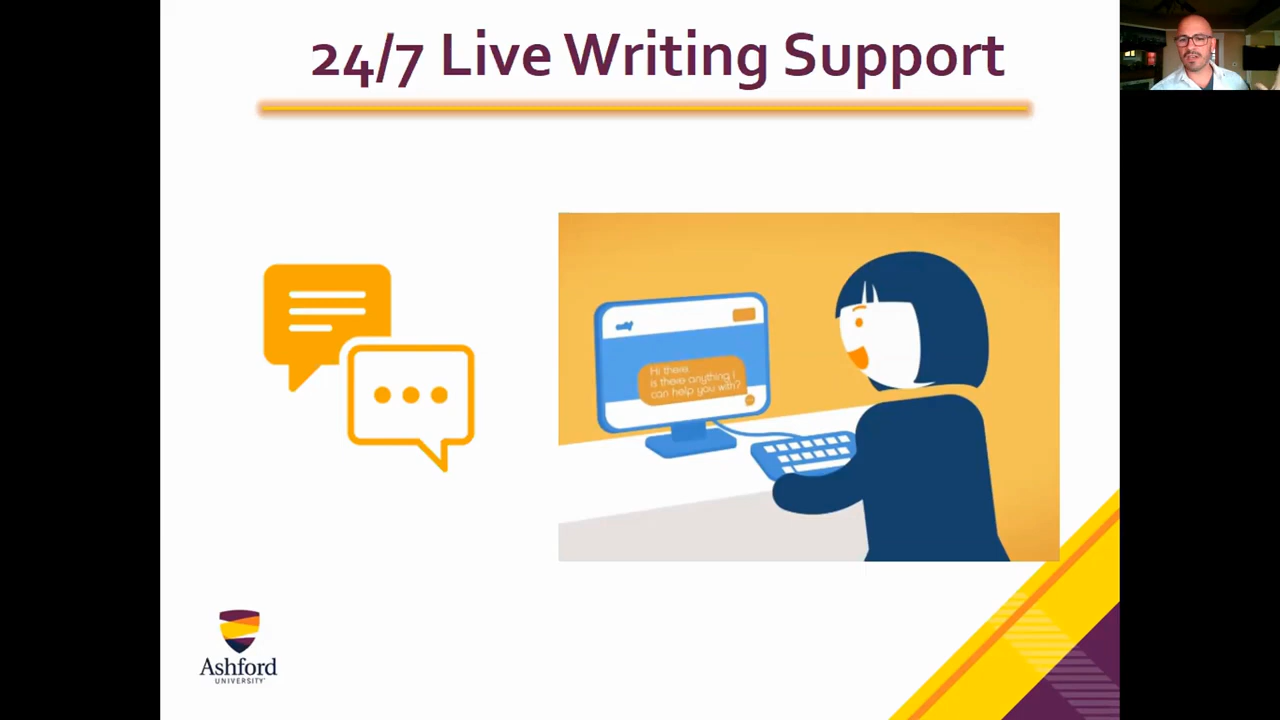 24/7 Live Writing Support
Hi there
is there anything I
can help you with?
Ashford
UNIVERSITY